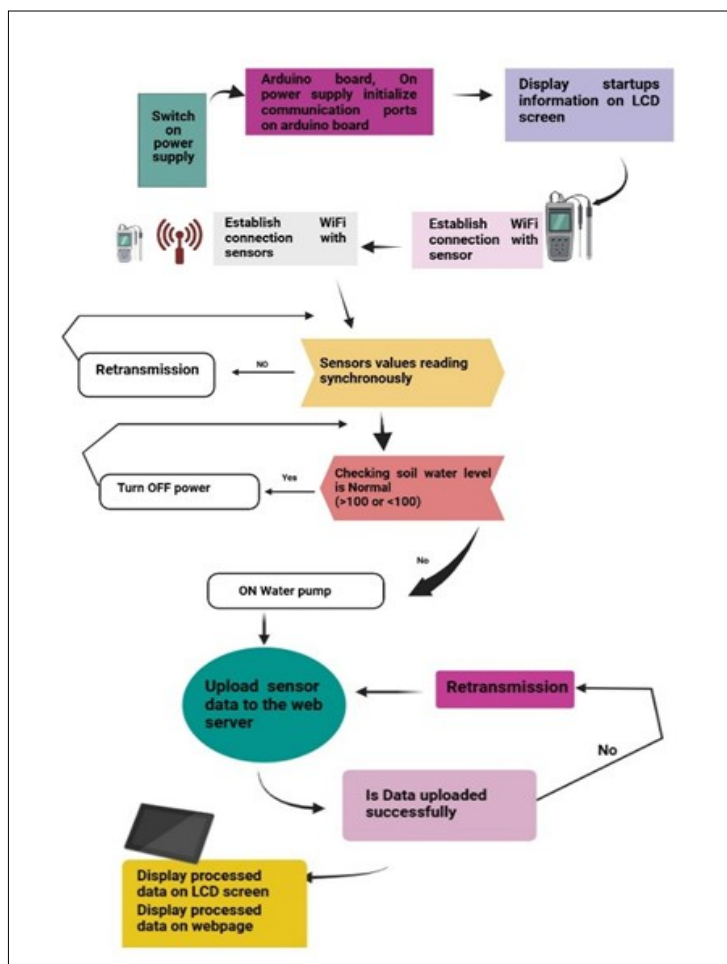 Switch
on
power
supply
Arduino board, On
power supply initialize
communication ports
on arduino board
Display startups
information on LCD
screen
Establish WiFi
connection with
sensors
Establish WiFi
connection with
sensor
Retransmission
NO
Sensors values reading
synchronously
Turn OFF power
Yes
Checking soil water level
is Normal
(>100 or <100)
No
ON Water pump
Upload sensor
data to the web
server
Retransmission
No
Is Data uploaded
successfully
Display processed
data on LCD screen
Display processed
data on webpage